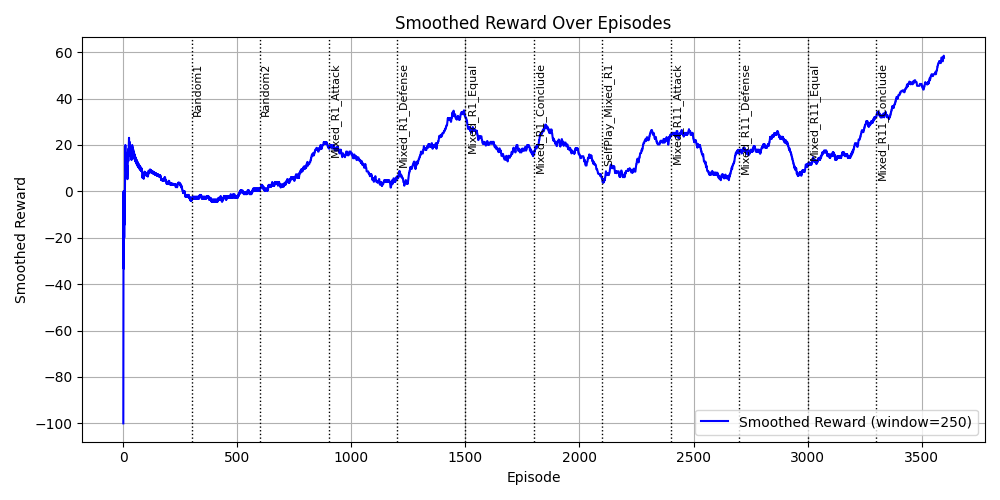 Smoothed Reward Over Episodes
60
40
20
0
−20
−40
−60
−80
−100
Smoothed Reward
Random1
Random2
Mixed_R1_Attack
Mixed_R1_Defense
Mixed_R1_Equal
Mixed_R1_Conclude
SelfPlay_Mixed_R1
Mixed_R11_Attack
Mixed_R11_Defense
Mixed_R11_Equal
Mixed_R11_Conclude
Smoothed Reward (window=250)
0 500 1000 1500 2000 2500 3000 3500
Episode